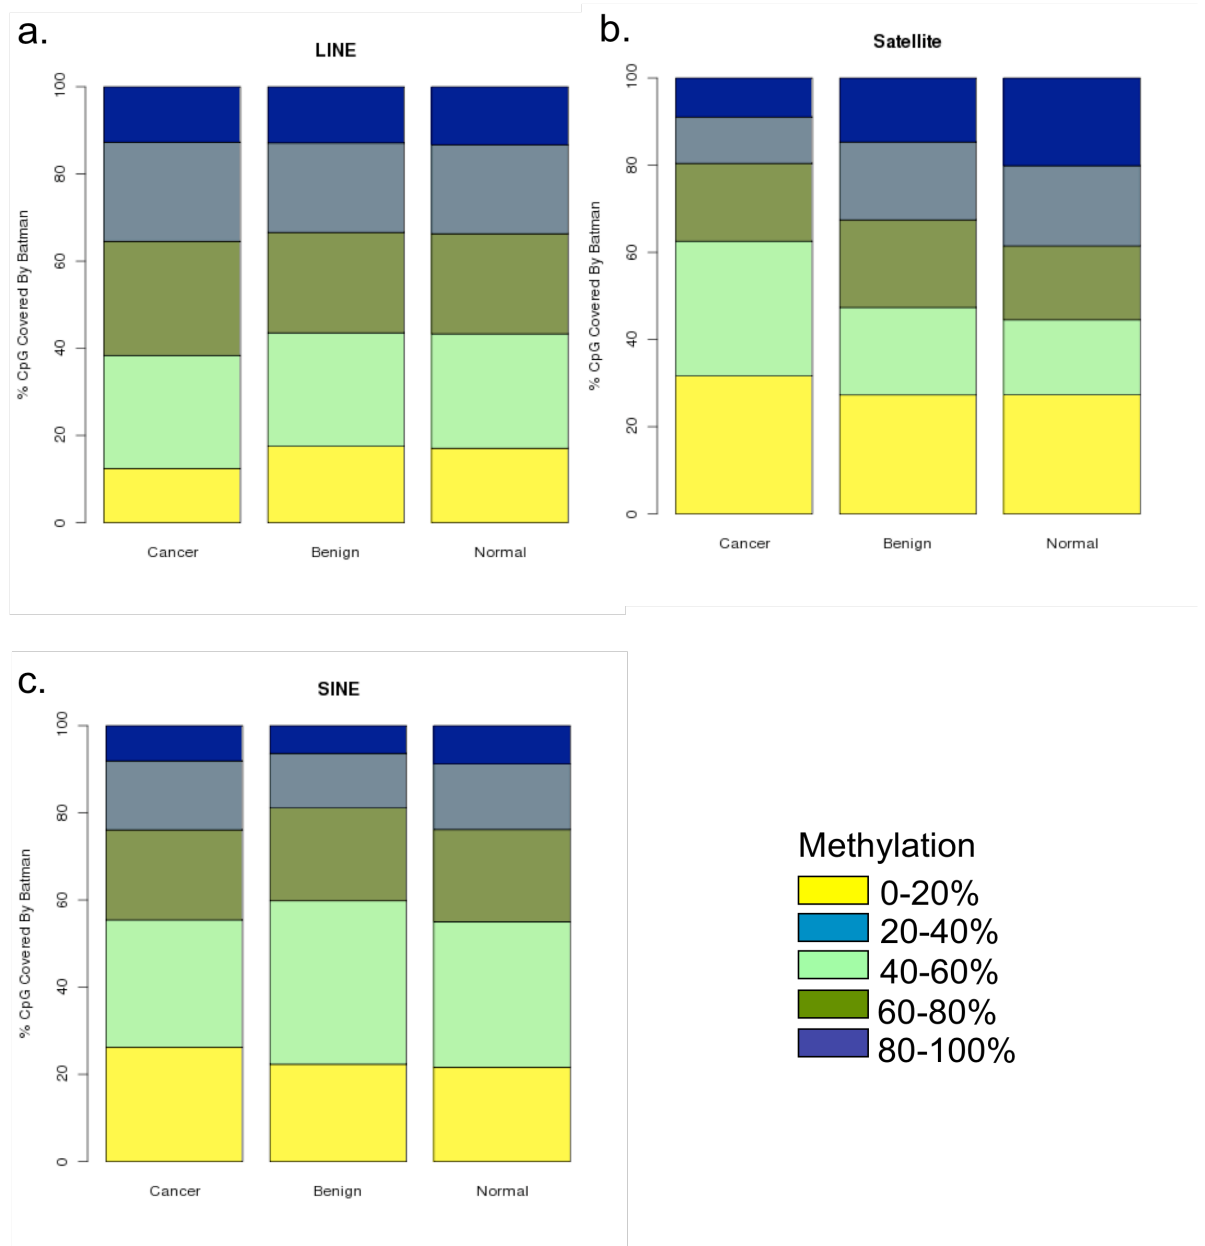 a.
LINE
% CpG Covered By Batman
100
80
60
40
20
0
Cancer Benign Normal
b.
Satellite
% CpG Covered By Batman
100
80
60
40
20
0
Cancer Benign Normal
c.
SINE
% CpG Covered By Batman
100
80
60
40
20
0
Cancer Benign Normal
Methylation
0-20%
20-40%
40-60%
60-80%
80-100%